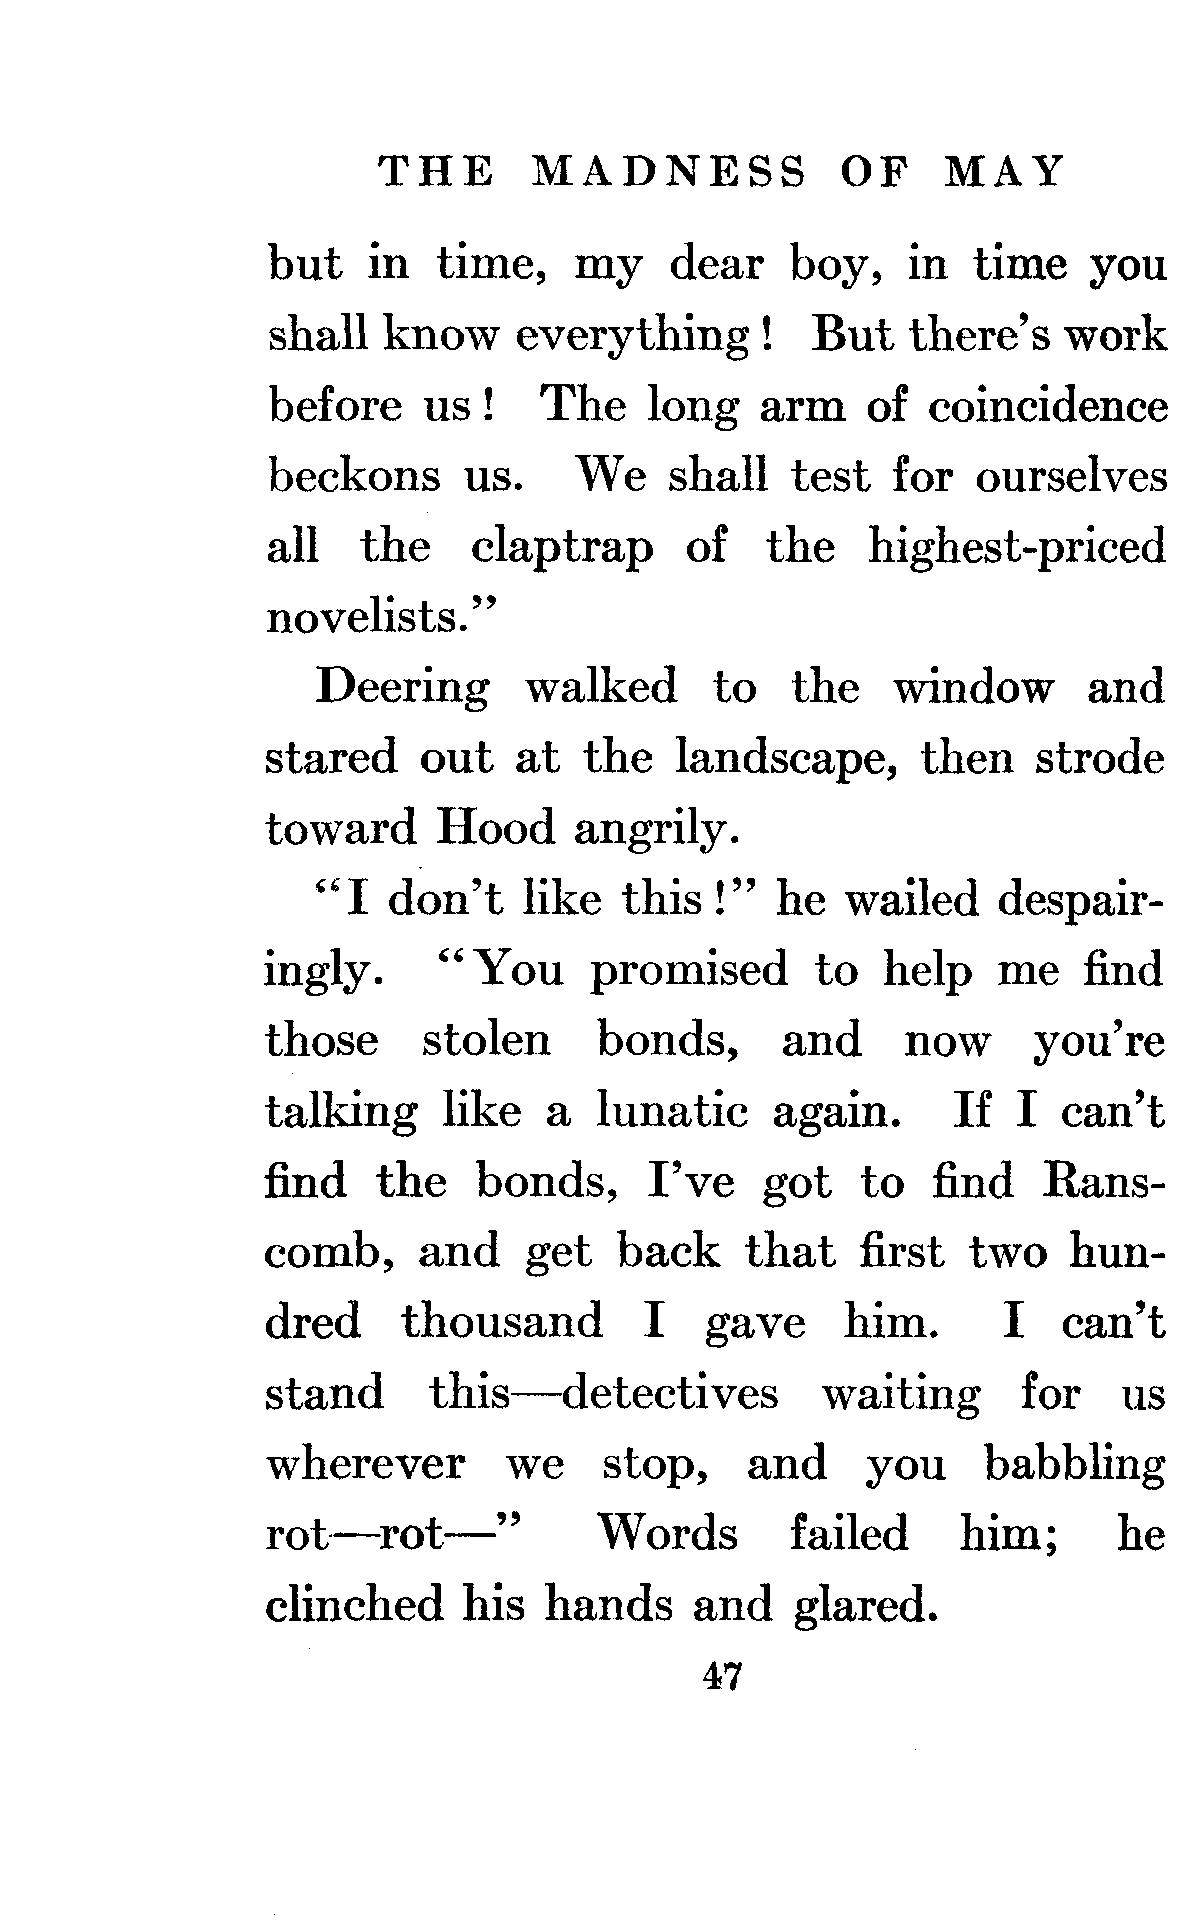 THE MADNESS OF MAY
but in time, my dear boy, in time you
shall know everything! But there's work
before us! The long arm of coincidence
beckons us. We shall test for ourselves
all the claptrap of the highest-priced
novelists."
Deering walked to the window and
stared out at the landscape, then strode
toward Hood angrily.
"I don't like this!" he wailed despair-
ingly. "You promised to help me find
those stolen bonds, and now you're
talking like a lunatic again. If I can't
find the bonds, I've got to find Rans-
comb, and get back that first two hun-
dred thousand I gave him. I can't
stand this—detectives waiting for us
wherever we stop, and you babbling
rot—rot—" Words failed him; he
clinched his hands and glared.
47